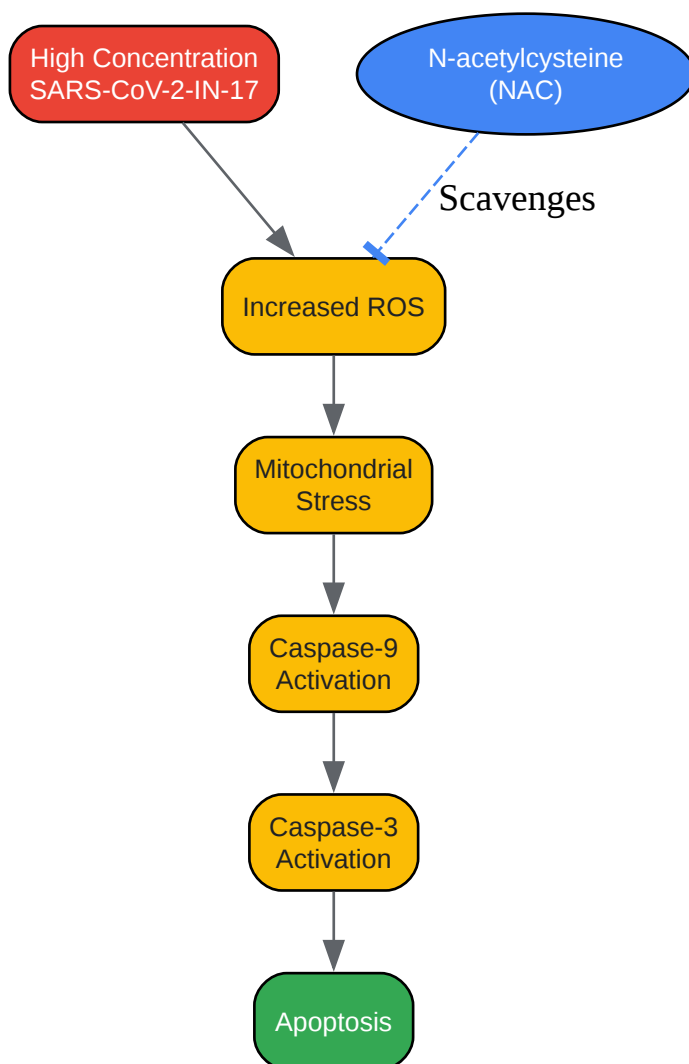 High Concentration
SARS-CoV-2-IN-17
N-acetylcysteine
(NAC)
Scavenges
Increased ROS
Mitochondrial
Stress
Caspase-9
Activation
Caspase-3
Activation
Apoptosis